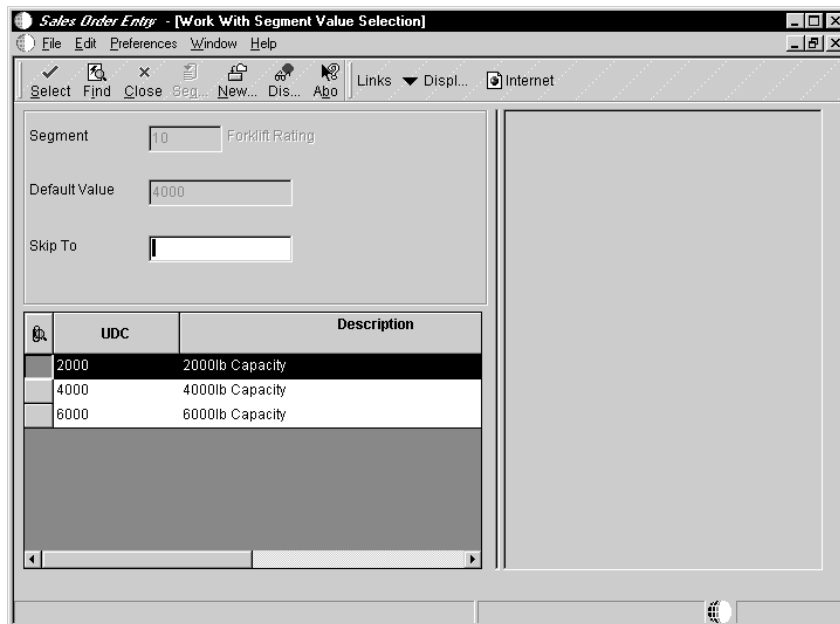 Sales Order Entry - [Work With Segment Value Selection]
File Edit Preferences Window Help
Select Find Close Seg... New... Dis... Abo Links Displ... Internet
Segment 10 Forklift Rating
Default Value 4000
Skip To
UDC Description
2000 2000lb Capacity
4000 4000lb Capacity
6000 6000lb Capacity